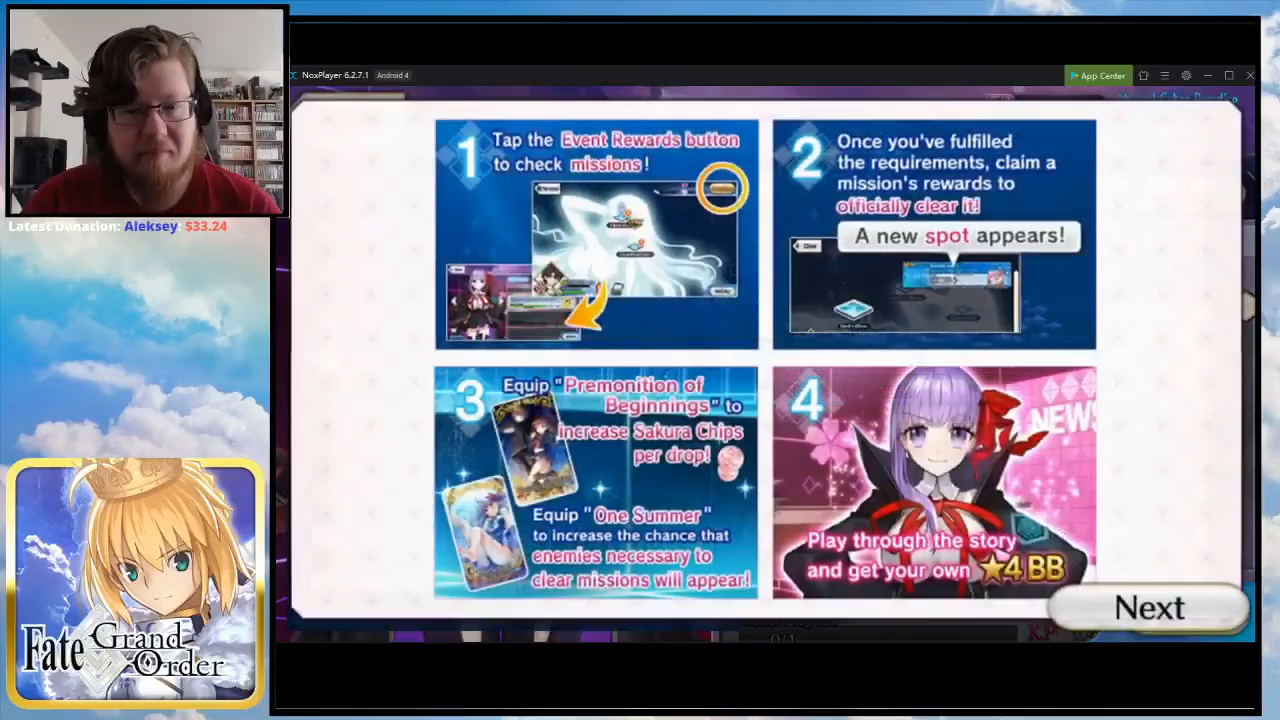 NoxPlayer 6.2.7.1 Android 4
App Center
Latest Donation: Aleksey: $33.24
1
Tap the Event Rewards button
to check missions!
2
Once you've fulfilled
the requirements, claim a
mission's rewards to
officially clear it!
A new spot appears!
3
Equip "Premonition of
Beginnings" to
increase Sakura Chips
per drop!
Equip "One Summer"
to increase the chance that
enemies necessary to
clear missions will appear!
4
NEWS
Play through the story
and get your own ★4 BB
Next
0/1
Fate
Grand
Order